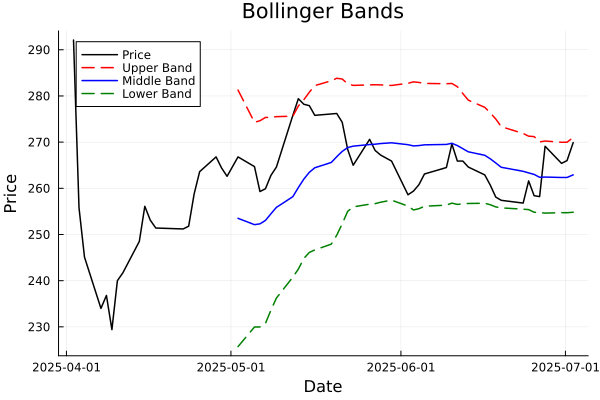 Bollinger Bands
Price
Upper Band
Middle Band
Lower Band
290
280
270
260
250
240
230
Price
2025-04-01 2025-05-01 2025-06-01 2025-07-01
Date